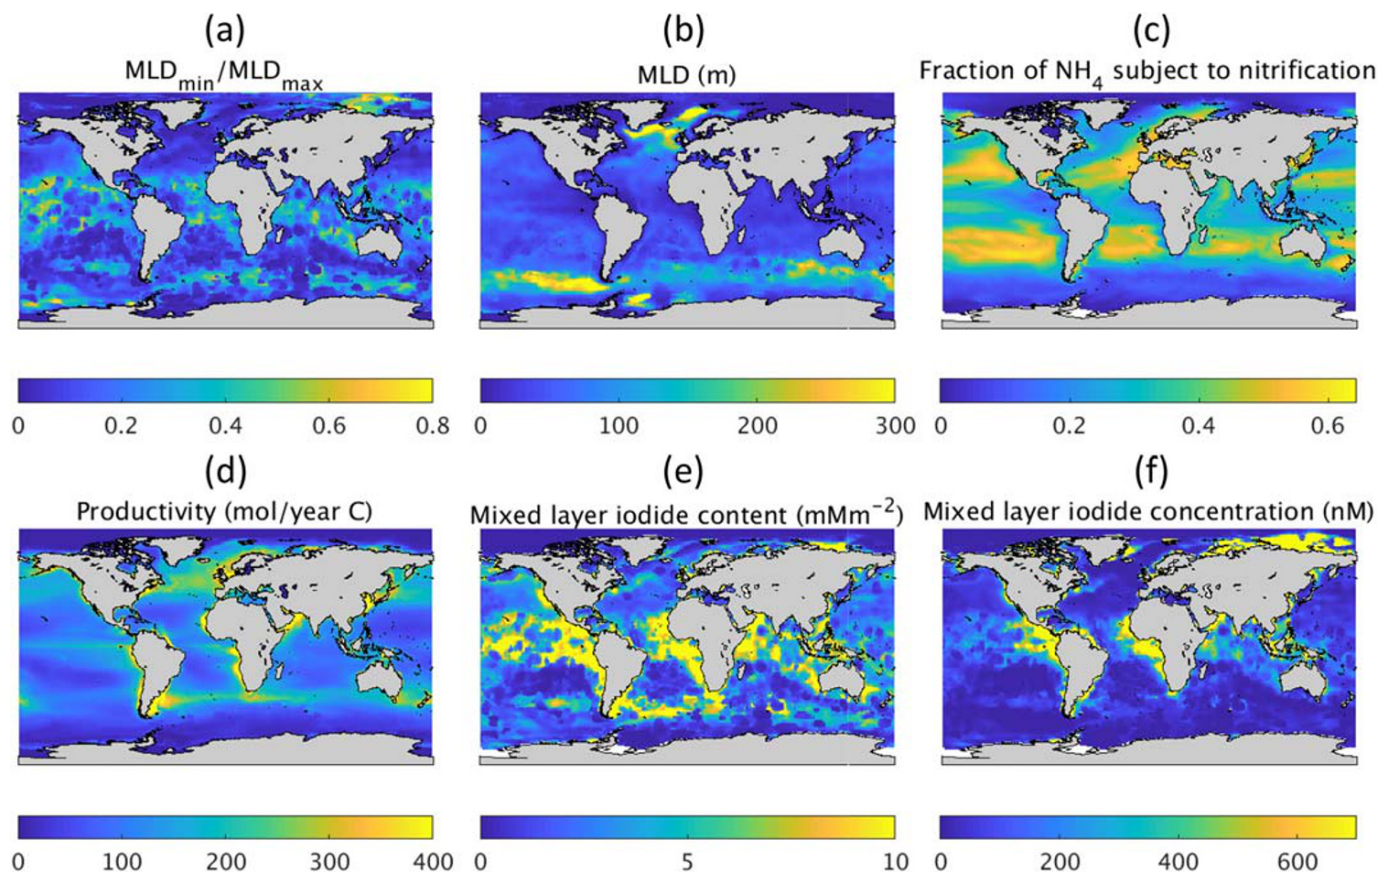 (a) (b) (c)
MLDmin/MLDmax MLD (m) Fraction of NH4 subject to nitrification
0 0.2 0.4 0.6 0.8 0 100 200 300 0 0.2 0.4 0.6
(d) (e) (f)
Productivity (mol/year C) Mixed layer iodide content (mMm−2) Mixed layer iodide concentration (nM)
0 100 200 300 400 0 5 10 0 200 400 600